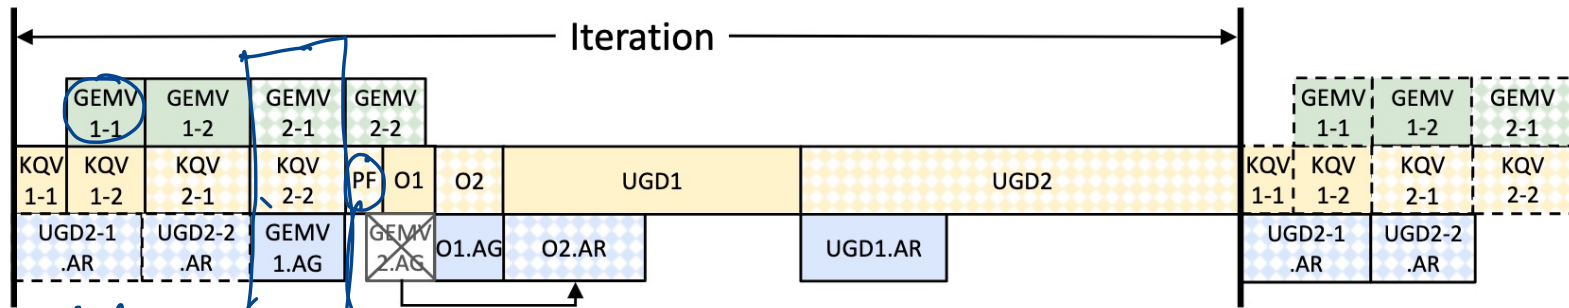 Iteration
GEMV
1-1
GEMV
1-2
GEMV
2-1
GEMV
2-2
GEMV
1-1
GEMV
1-2
GEMV
2-1
KQV
1-1
KQV
1-2
KQV
2-1
KQV
2-2
PF
O1
O2
UGD1
UGD2
KQV
1-1
KQV
1-2
KQV
2-1
KQV
2-2
UGD2-1
.AR
UGD2-2
.AR
GEMV
1.AG
GEMV
2.AG
O1.AG
O2.AR
UGD1.AR
UGD2-1
.AR
UGD2-2
.AR